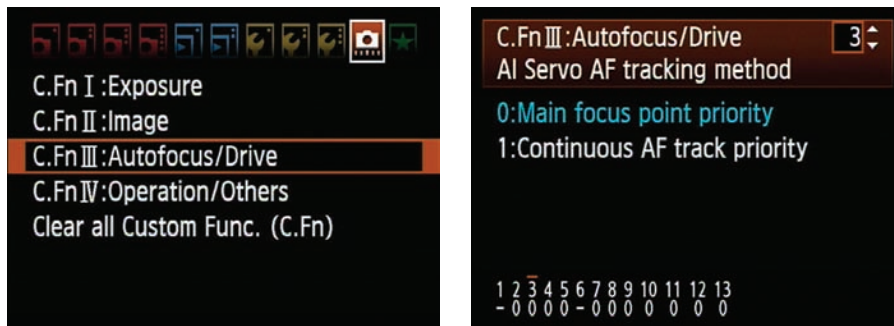 C.Fn Ⅰ :Exposure
C.Fn Ⅱ :Image
C.Fn Ⅲ :Autofocus/Drive
C.Fn Ⅳ :Operation/Others
Clear all Custom Func. (C.Fn)
C.Fn Ⅲ :Autofocus/Drive 3
AI Servo AF tracking method
0:Main focus point priority
1:Continuous AF track priority
1 2 3 4 5 6 7 8 9 10 11 12 13
- 0 0 0 0 - 0 0 0 0 0 0 0